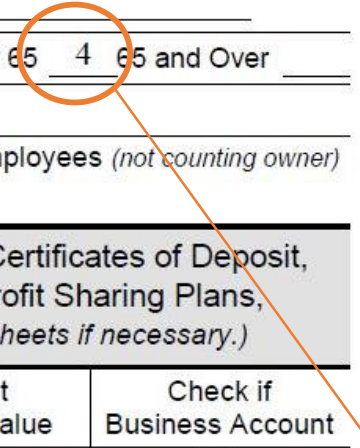 65 4 65 and Over
mployees (not counting owner)
Certificates of Deposit,
rofit Sharing Plans,
heets if necessary.)
t Check if
alue Business Account